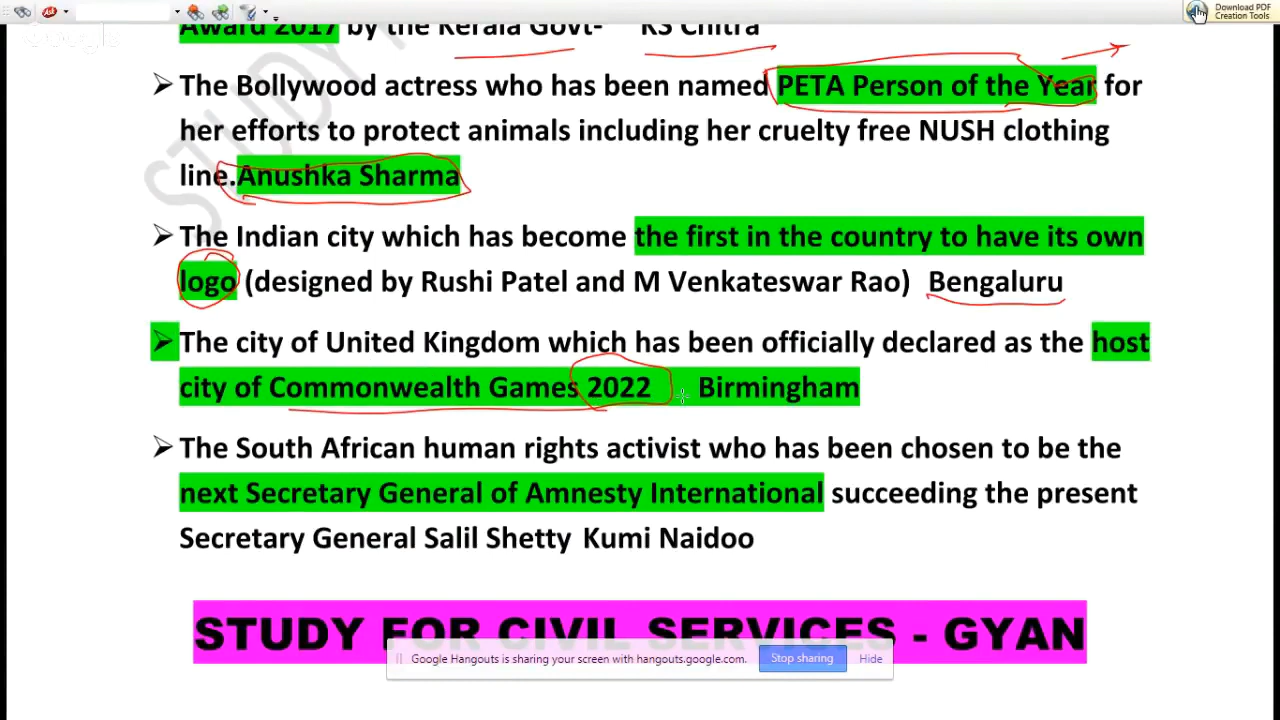 Download PDF
Creation Tools
Google
Award 2017 by the Kerala Govt- KS Chitra
➢ The Bollywood actress who has been named PETA Person of the Year for
her efforts to protect animals including her cruelty free NUSH clothing
line.Anushka Sharma
➢ The Indian city which has become the first in the country to have its own
logo (designed by Rushi Patel and M Venkateswar Rao) Bengaluru
➢ The city of United Kingdom which has been officially declared as the host
city of Commonwealth Games 2022 Birmingham
➢ The South African human rights activist who has been chosen to be the
next Secretary General of Amnesty International succeeding the present
Secretary General Salil Shetty Kumi Naidoo
STUDY FOR CIVIL SERVICES - GYAN
Google Hangouts is sharing your screen with hangouts.google.com. Stop sharing Hide